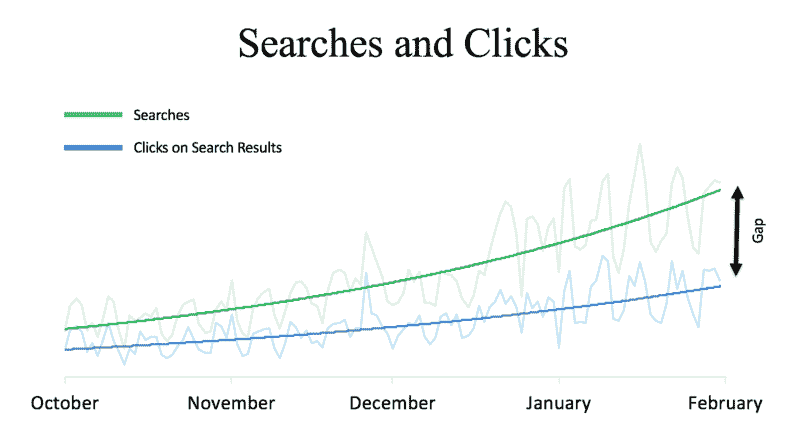 Searches and Clicks
Searches
Clicks on Search Results
Gap
October November December January February